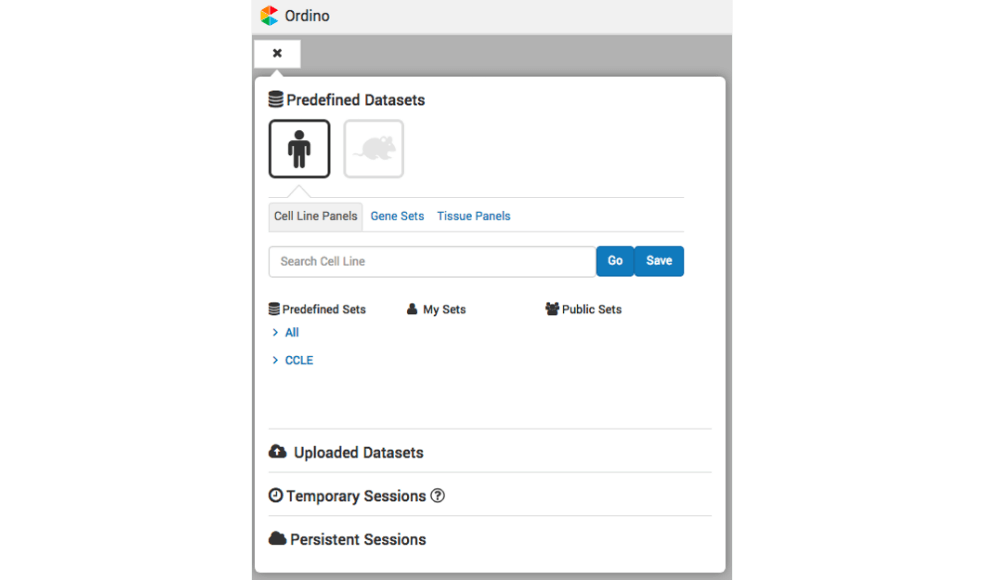 Ordino
Predefined Datasets
Cell Line Panels Gene Sets Tissue Panels
Search Cell Line Go Save
Predefined Sets My Sets Public Sets
All
CCLE
Uploaded Datasets
Temporary Sessions
Persistent Sessions